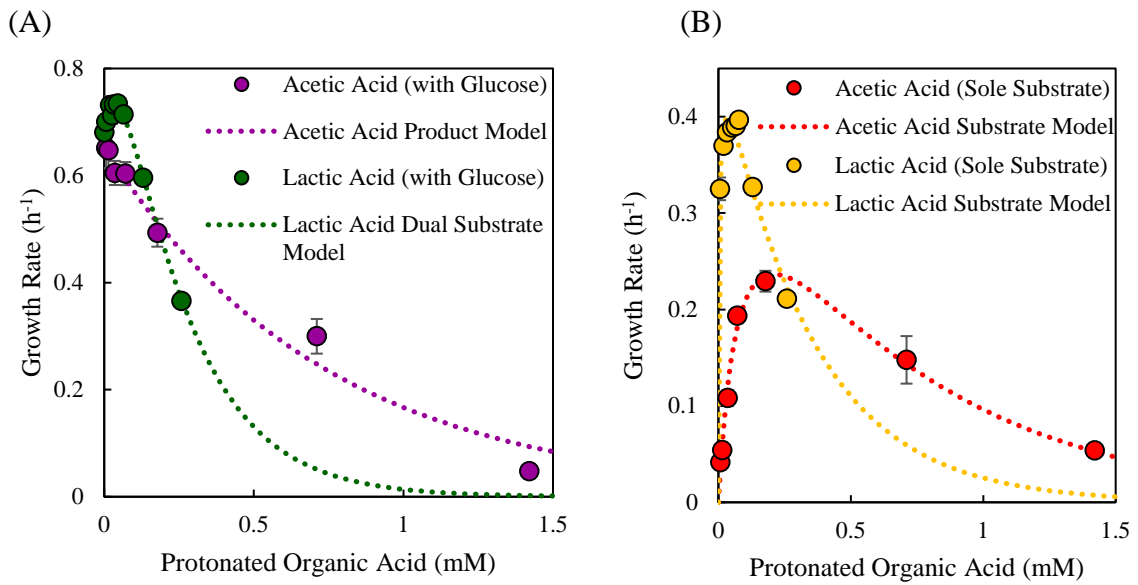 (A)
(B)
0.8
0.6
0.4
0.2
0
Growth Rate (h-1)
Acetic Acid (with Glucose)
Acetic Acid Product Model
Lactic Acid (with Glucose)
Lactic Acid Dual Substrate
Model
0
0.5
1
1.5
Protonated Organic Acid (mM)
0.4
0.3
0.2
0.1
0
Growth Rate (h-1)
Acetic Acid (Sole Substrate)
Acetic Acid Substrate Model
Lactic Acid (Sole Substrate)
Lactic Acid Substrate Model
0
0.5
1
1.5
Protonated Organic Acid (mM)